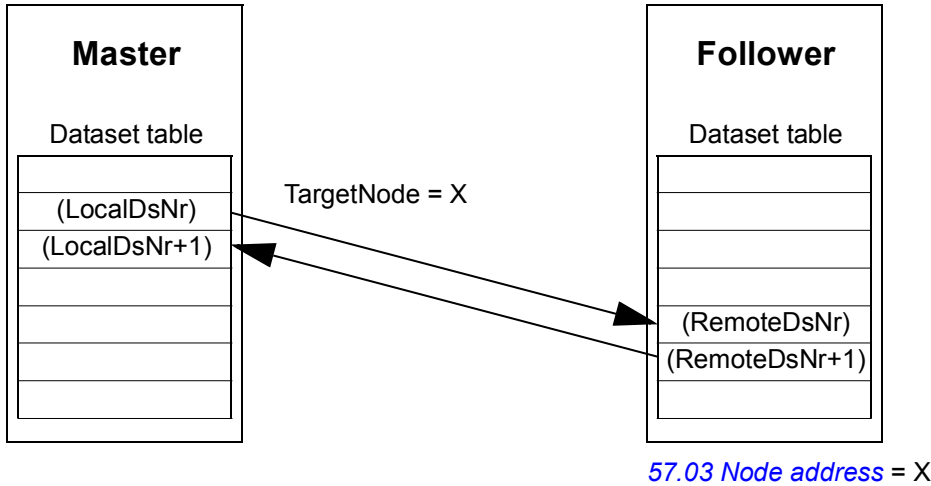 Master
Dataset table
(LocalDsNr)
(LocalDsNr+1)
TargetNode = X
Follower
Dataset table
(RemoteDsNr)
(RemoteDsNr+1)
57.03 Node address = X